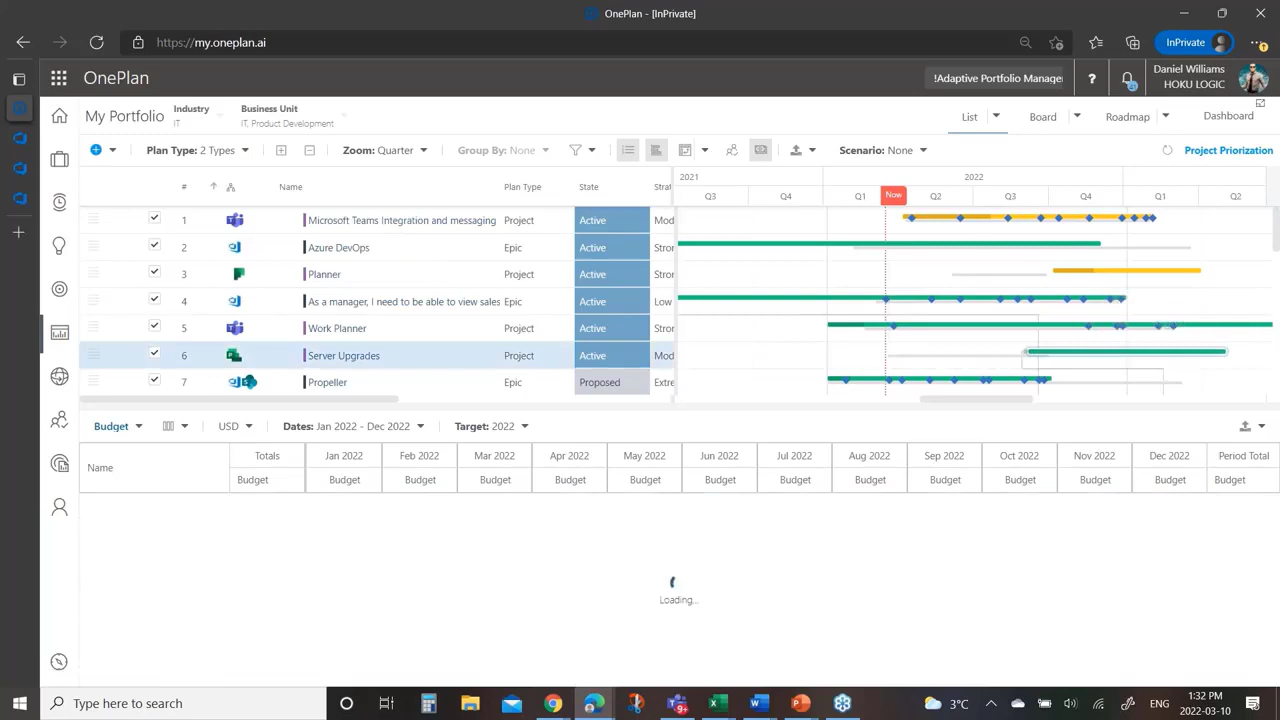 OnePlan - [InPrivate]
https://my.oneplan.ai
InPrivate
OnePlan
!Adaptive Portfolio Manager
?
Daniel Williams
HOKU LOGIC
My Portfolio
Industry
IT
Business Unit
IT, Product Development
List
Board
Roadmap
Dashboard
Plan Type: 2 Types
Zoom: Quarter
Group By: None
Scenario: None
Project Priorization
# Name Plan Type State Strat
2021 2022
Q3 Q4 Q1 Now Q2 Q3 Q4 Q1 Q2
1 Microsoft Teams Integration and messaging Project Active Mod
2 Azure DevOps Epic Active Stron
3 Planner Project Active Stron
4 As a manager, I need to be able to view sales Epic Active Low
5 Work Planner Project Active Stron
6 Server Upgrades Project Active Mod
7 Propeller Epic Proposed Extre
Budget
USD
Dates: Jan 2022 - Dec 2022
Target: 2022
Name
Totals Jan 2022 Feb 2022 Mar 2022 Apr 2022 May 2022 Jun 2022 Jul 2022 Aug 2022 Sep 2022 Oct 2022 Nov 2022 Dec 2022 Period Total
Budget Budget Budget Budget Budget Budget Budget Budget Budget Budget Budget Budget Budget Budget
Loading...
Type here to search
9+
3°C
ENG
1:32 PM
2022-03-10